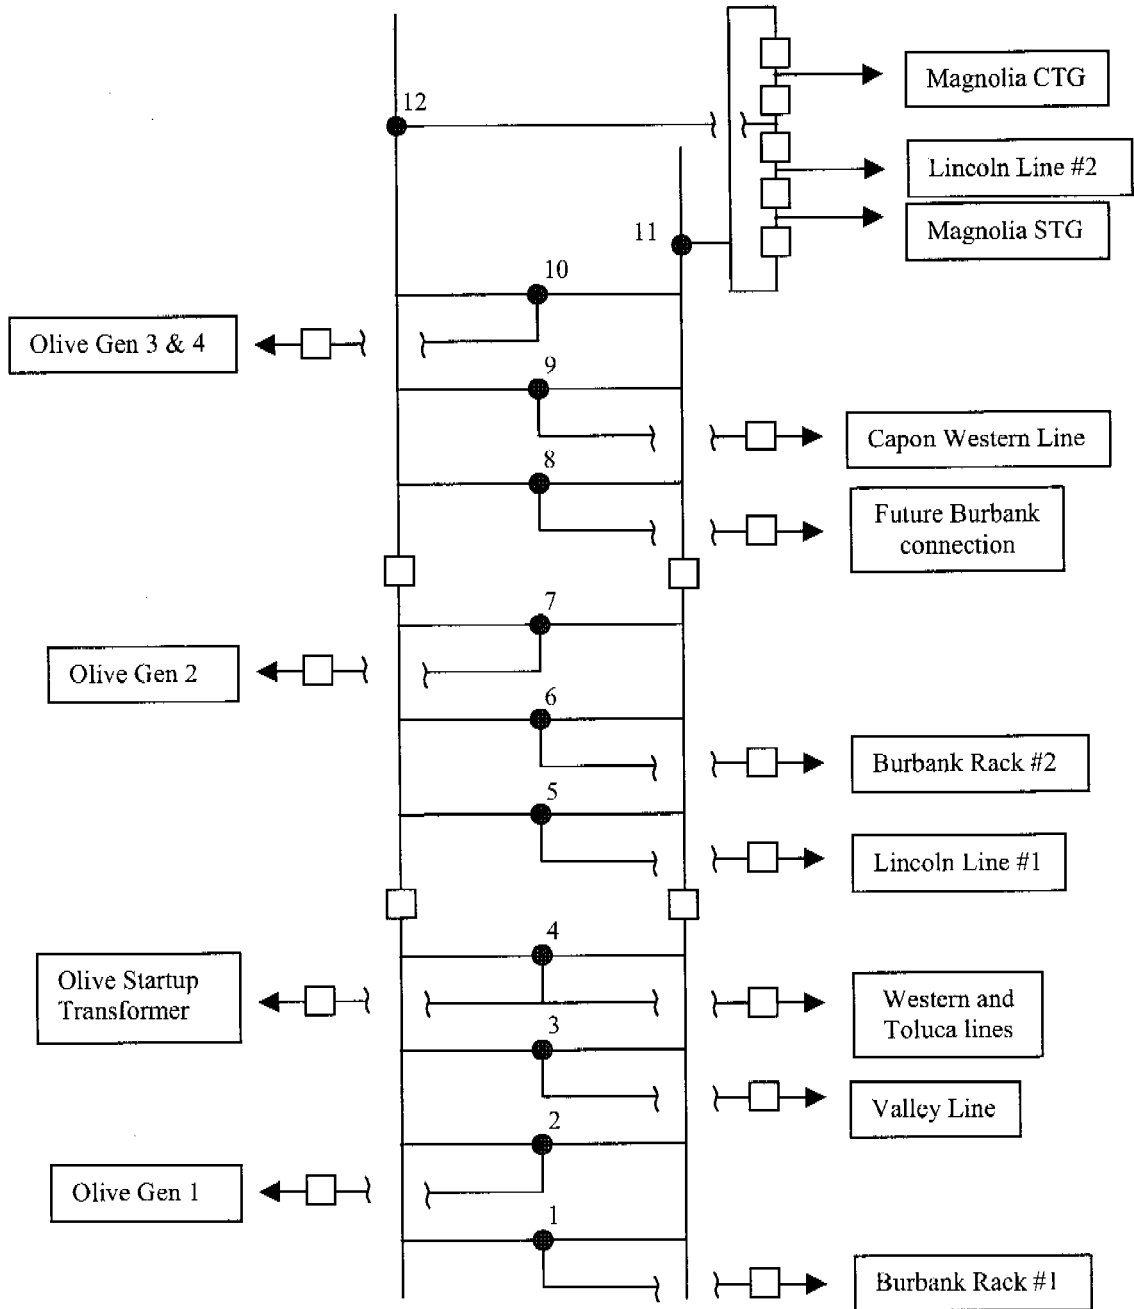 Magnolia CTG
12
Lincoln Line #2
Magnolia STG
11
10
Olive Gen 3 & 4
9
Capon Western Line
8
Future Burbank
connection
7
Olive Gen 2
6
Burbank Rack #2
5
Lincoln Line #1
4
Olive Startup
Transformer
Western and
Toluca lines
3
Valley Line
2
Olive Gen 1
1
Burbank Rack #1